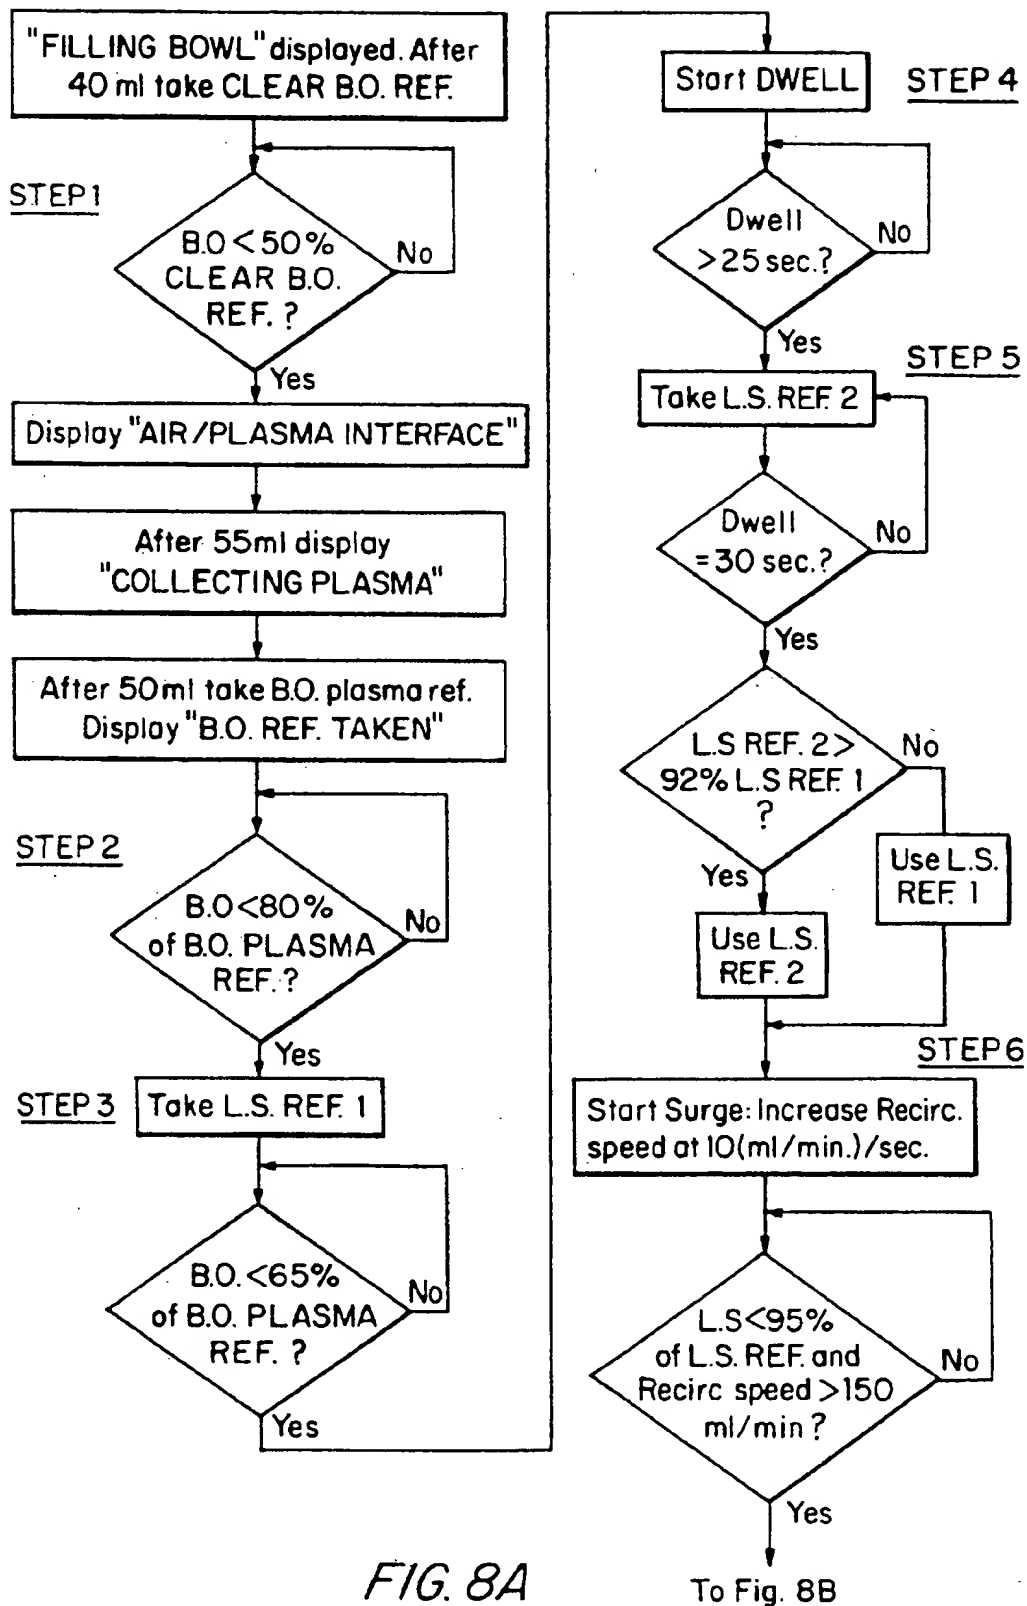 "FILLING BOWL" displayed. After
40 ml take CLEAR B.O. REF.
STEP 1
B.O < 50%
CLEAR B.O.
REF. ?
No
Yes
Display "AIR/PLASMA INTERFACE"
After 55ml display
"COLLECTING PLASMA"
After 50ml take B.O. plasma ref.
Display "B.O. REF. TAKEN"
STEP 2
B.O<80%
of B.O. PLASMA
REF. ?
No
Yes
STEP 3
Take L.S. REF. 1
B.O. <65%
of B.O. PLASMA
REF. ?
No
Yes
Start DWELL
STEP 4
Dwell
>25 sec.?
No
Yes
STEP 5
Take L.S. REF. 2
Dwell
=30 sec.?
No
Yes
L.S REF. 2>
92% L.S REF. 1
?
No
Yes
Use L.S.
REF. 1
Use L.S.
REF. 2
STEP 6
Start Surge: Increase Recirc.
speed at 10(ml/min.)/sec.
L.S<95%
of L.S. REF. and
Recirc speed >150
ml/min ?
No
Yes
To Fig. 8B
FIG. 8A